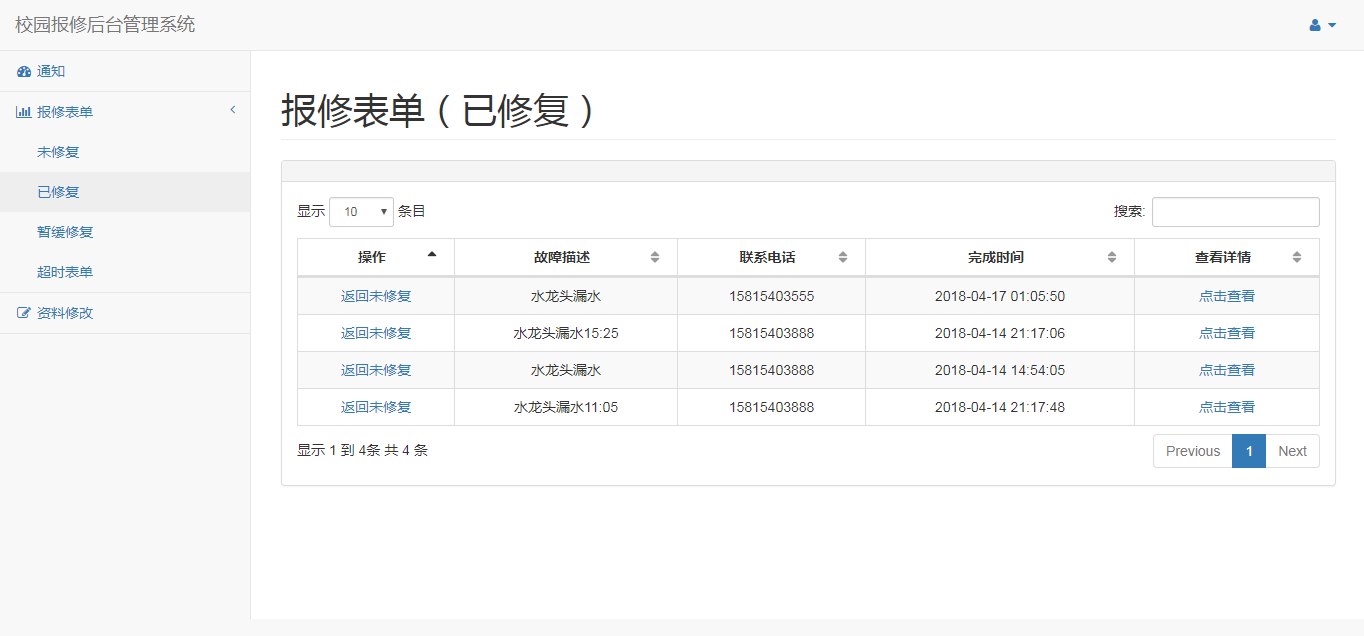 校园报修后台管理系统
通知
报修表单
未修复
已修复
暂缓修复
超时表单
资料修改
报修表单（已修复）
显示 10 条目 搜索:
操作 故障描述 联系电话 完成时间 查看详情
返回未修复 水龙头漏水 15815403555 2018-04-17 01:05:50 点击查看
返回未修复 水龙头漏水15:25 15815403888 2018-04-14 21:17:06 点击查看
返回未修复 水龙头漏水 15815403888 2018-04-14 14:54:05 点击查看
返回未修复 水龙头漏水11:05 15815403888 2018-04-14 21:17:48 点击查看
显示 1 到 4条 共 4 条 Previous 1 Next